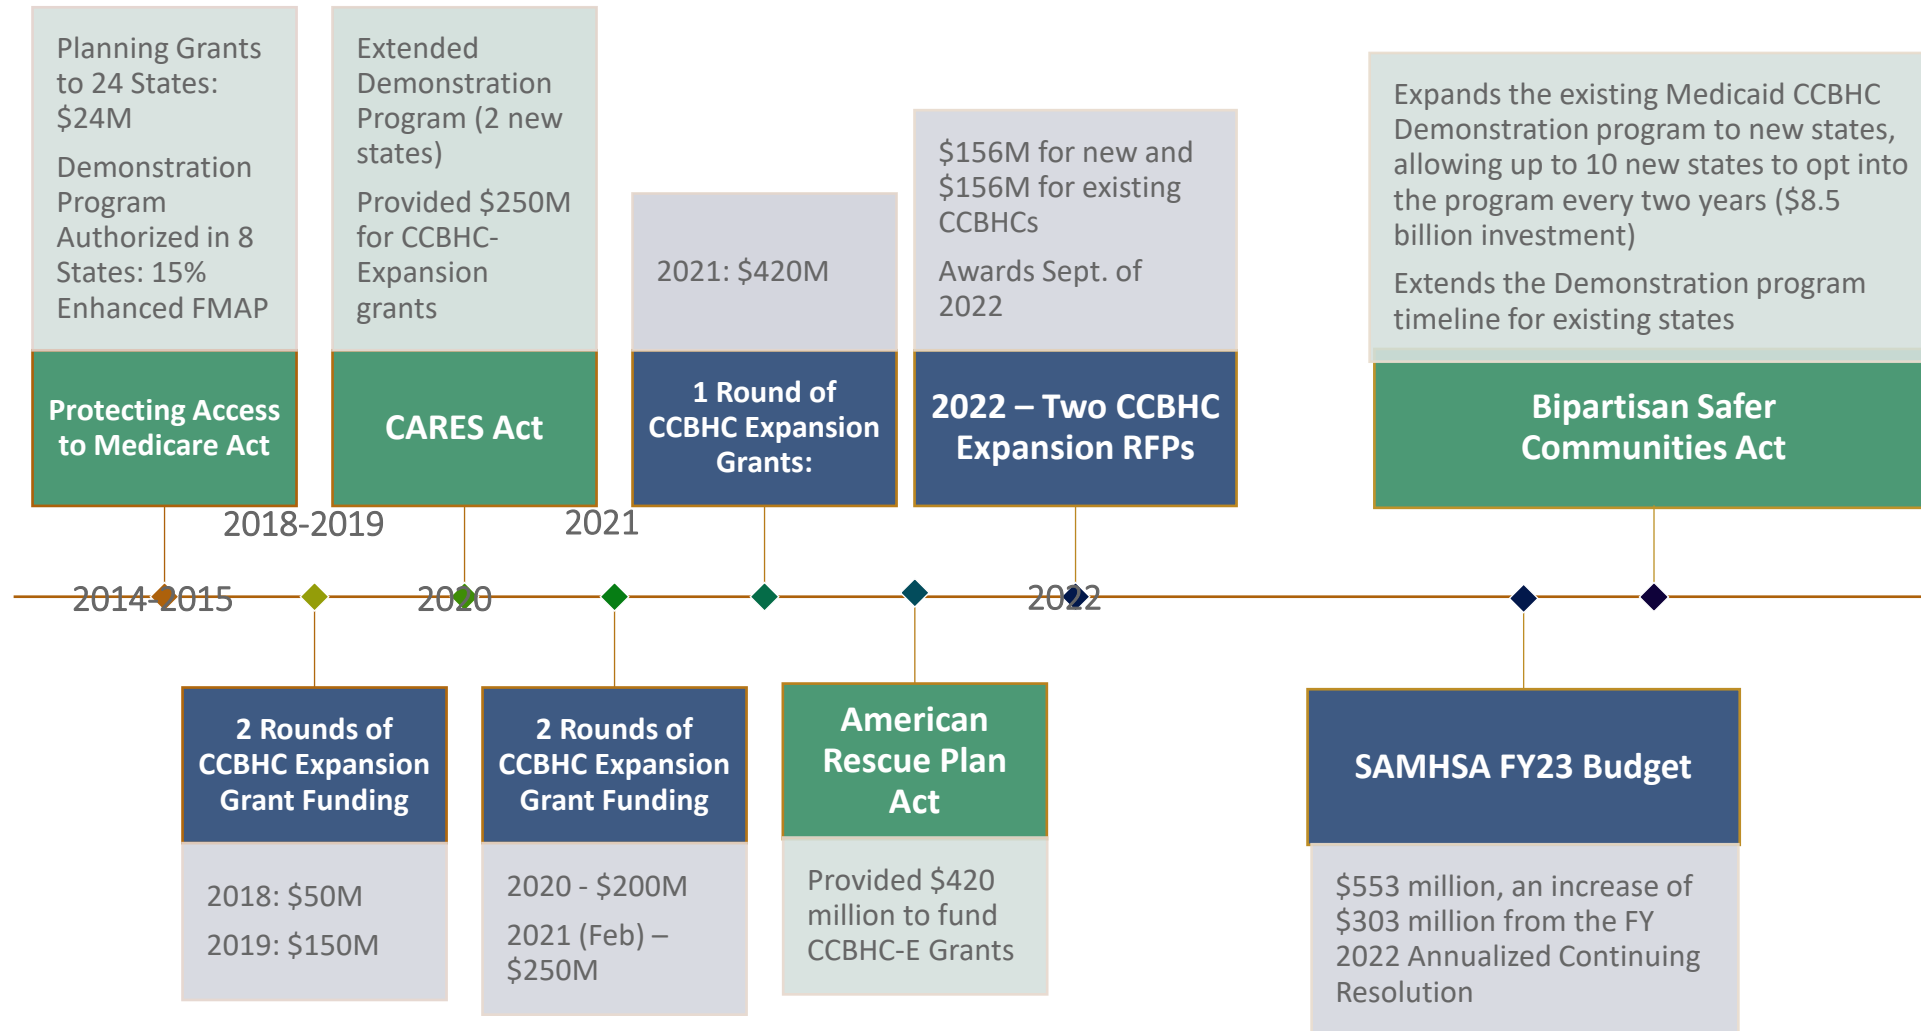 Planning Grants
to 24 States:
$24M
Demonstration
Program
Authorized in 8
States: 15%
Enhanced FMAP
Protecting Access
to Medicare Act
Extended
Demonstration
Program (2 new
states)
Provided $250M
for CCBHC-
Expansion
grants
CARES Act
2021: $420M
1 Round of
CCBHC Expansion
Grants:
$156M for new and
$156M for existing
CCBHCs
Awards Sept. of
2022
2022 – Two CCBHC
Expansion RFPs
Expands the existing Medicaid CCBHC
Demonstration program to new states,
allowing up to 10 new states to opt into
the program every two years ($8.5
billion investment)
Extends the Demonstration program
timeline for existing states
Bipartisan Safer
Communities Act
2018-2019
2021
2014-2015
2020
2022
2 Rounds of
CCBHC Expansion
Grant Funding
2018: $50M
2019: $150M
2 Rounds of
CCBHC Expansion
Grant Funding
2020 - $200M
2021 (Feb) –
$250M
American
Rescue Plan
Act
Provided $420
million to fund
CCBHC-E Grants
SAMHSA FY23 Budget
$553 million, an increase of
$303 million from the FY
2022 Annualized Continuing
Resolution